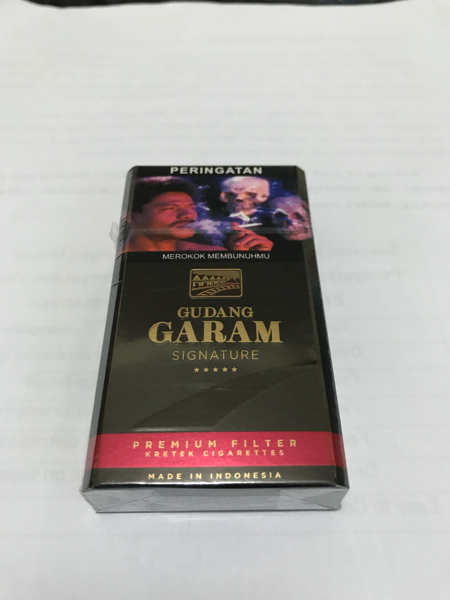 PERINGATAN
MEROKOK MEMBUNUHMU
GUDANG
GARAM
SIGNATURE
PREMIUM FILTER
KRETEK CIGARETTES
MADE IN INDONESIA